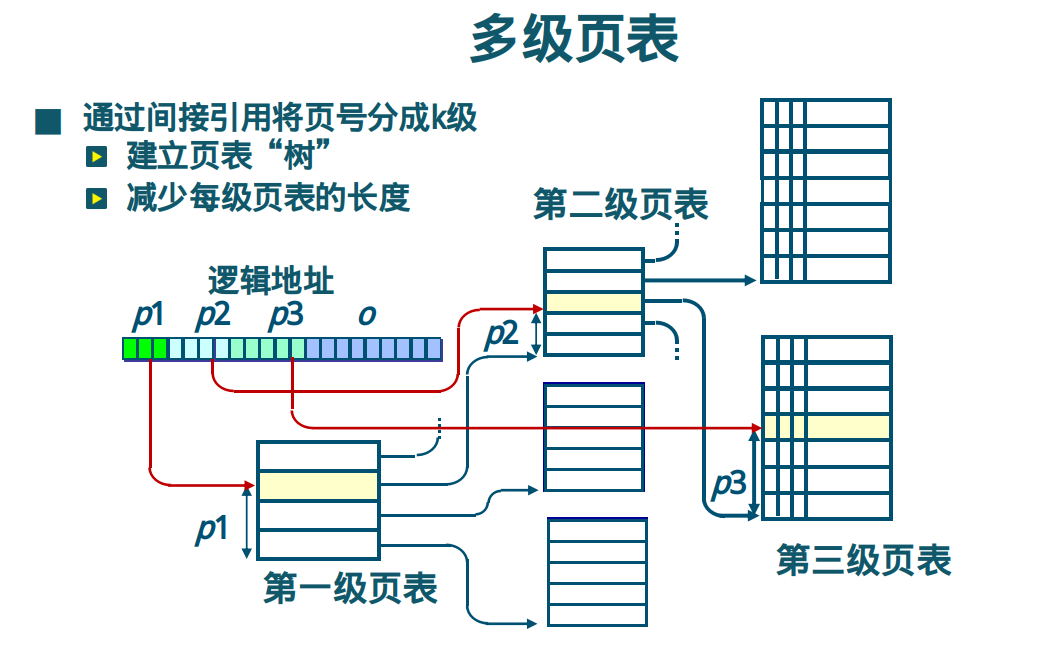 多级页表
通过间接引用将页号分成k级
建立页表“树”
减少每级页表的长度
第二级页表
逻辑地址
p1 p2 p3 o
p2
p3
p1
第三级页表
第一级页表